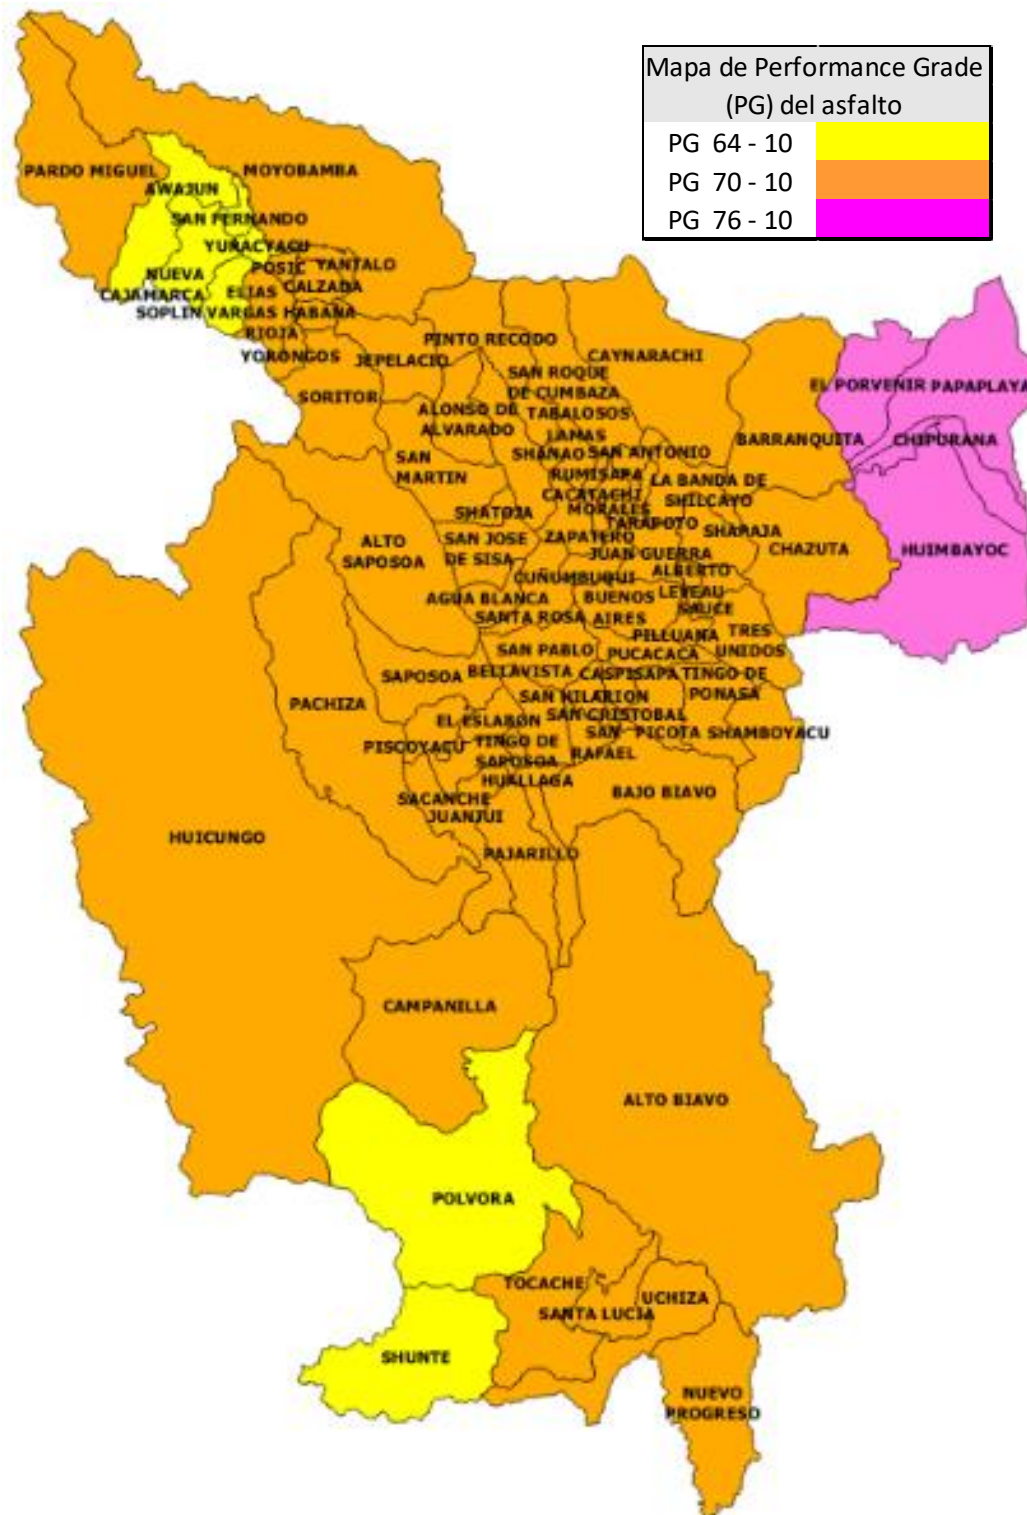 Mapa de Performance Grade
(PG) del asfalto
PG 64 - 10
PG 70 - 10
PG 76 - 10
PARDO MIGUEL
MOYOBAMBA
AWAJUN
SAN FERNANDO
YURACYACU
POSIC
YANTALO
NUEVA
CAJAMARCA
ELIAS
SOPLIN VARGAS
CALZADA
HABANA
RIOJA
YORONGOS
JEPELACIO
SORITOR
PINTO RECODO
CAYNARACHI
SAN ROQUE
DE CUMBAZA
ALONSO DE
ALVARADO
TABALOSOS
LAMAS
SHANAO
SAN ANTONIO
BARRANQUITA
EL PORVENIR
PAPAPLAYA
CHIPURANA
HUIMBAYOC
SAN
MARTIN
RUMISAPA
LA BANDA DE
SHILCAYO
CACATACHI
MORALES
SHATOJA
TARAPOTO
SHAPAJA
CHAZUTA
ALTO
SAPOSOA
SAN JOSE
DE SISA
ZAPATERO
JUAN GUERRA
CUÑUMBUQUI
ALBERTO
LEVEAU
AGUA BLANCA
BUENOS
AIRES
SAUCE
SANTA ROSA
PILLUANA
TRES
UNIDOS
SAN PABLO
PUCACACA
SAPOSOA
BELLAVISTA
CASPISAPA
TINGO DE
PONASA
SAN HILARION
PACHIZA
EL ESLABON
SAN CRISTOBAL
SAN
RAFAEL
PICOTA
SHAMBOYACU
PISCOYACU
TINGO DE
SAPOSOA
HUALLAGA
BAJO BIAVO
SACANCHE
JUANJUI
HUICUNGO
PAJARILLO
CAMPANILLA
ALTO BIAVO
POLVORA
TOCACHE
UCHIZA
SANTA LUCIA
SHUNTE
NUEVO
PROGRESO